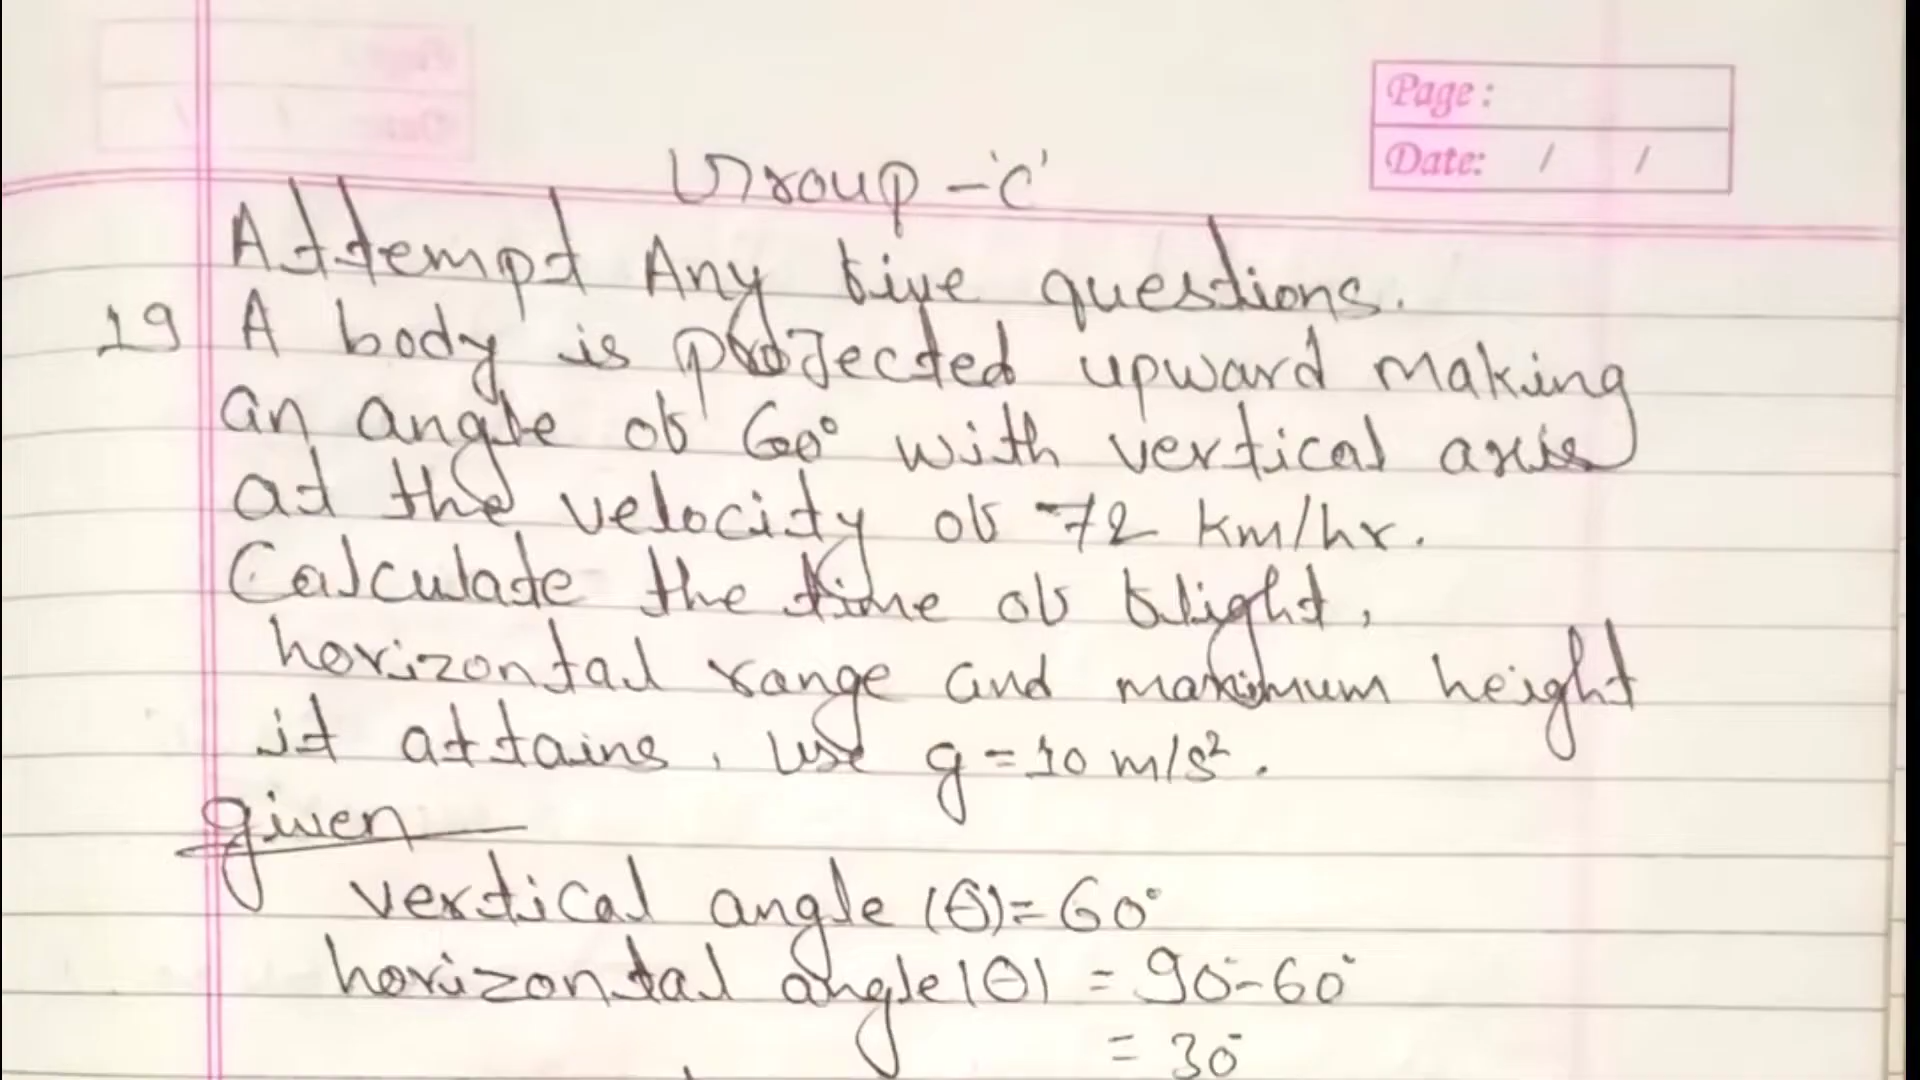 Page:
Date: / /
Group-'c'
Attempt Any five questions.
19 A body is projected upward making
an angle of 60° with vertical axis
at the velocity of 72 km/hr.
Calculate the time of flight,
horizontal range and maximum height
it attains, use g=10 m/s².
given
vertical angle (θ)=60°
horizontal angle (θ) = 90°-60°
= 30°